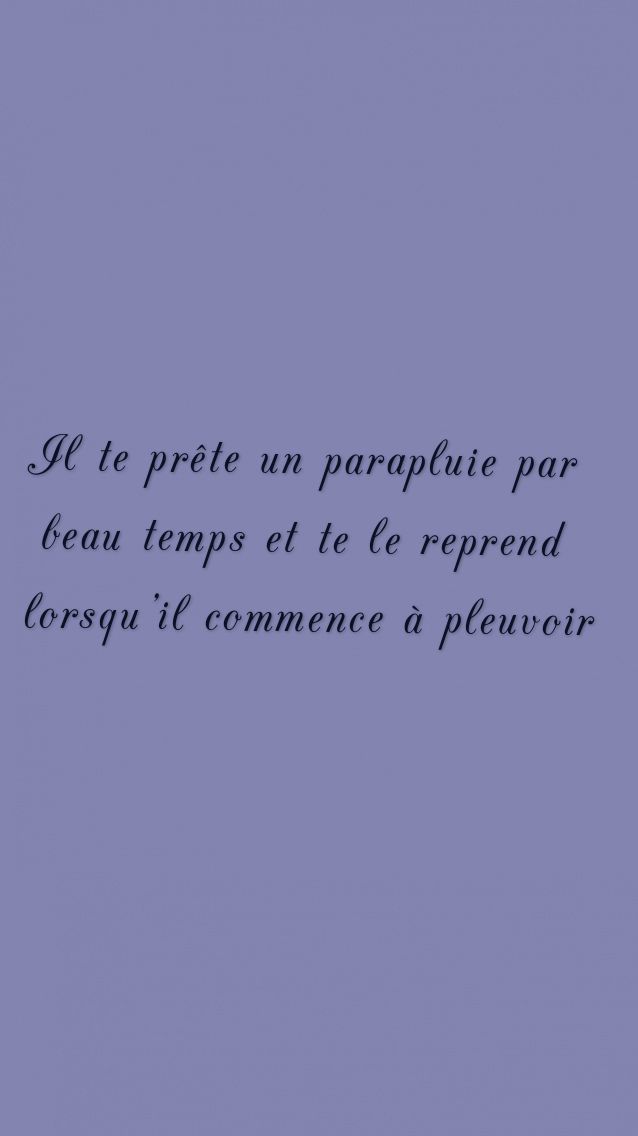 Il te prête un parapluie par
beau temps et te le reprend
lorsqu'il commence à pleuvoir